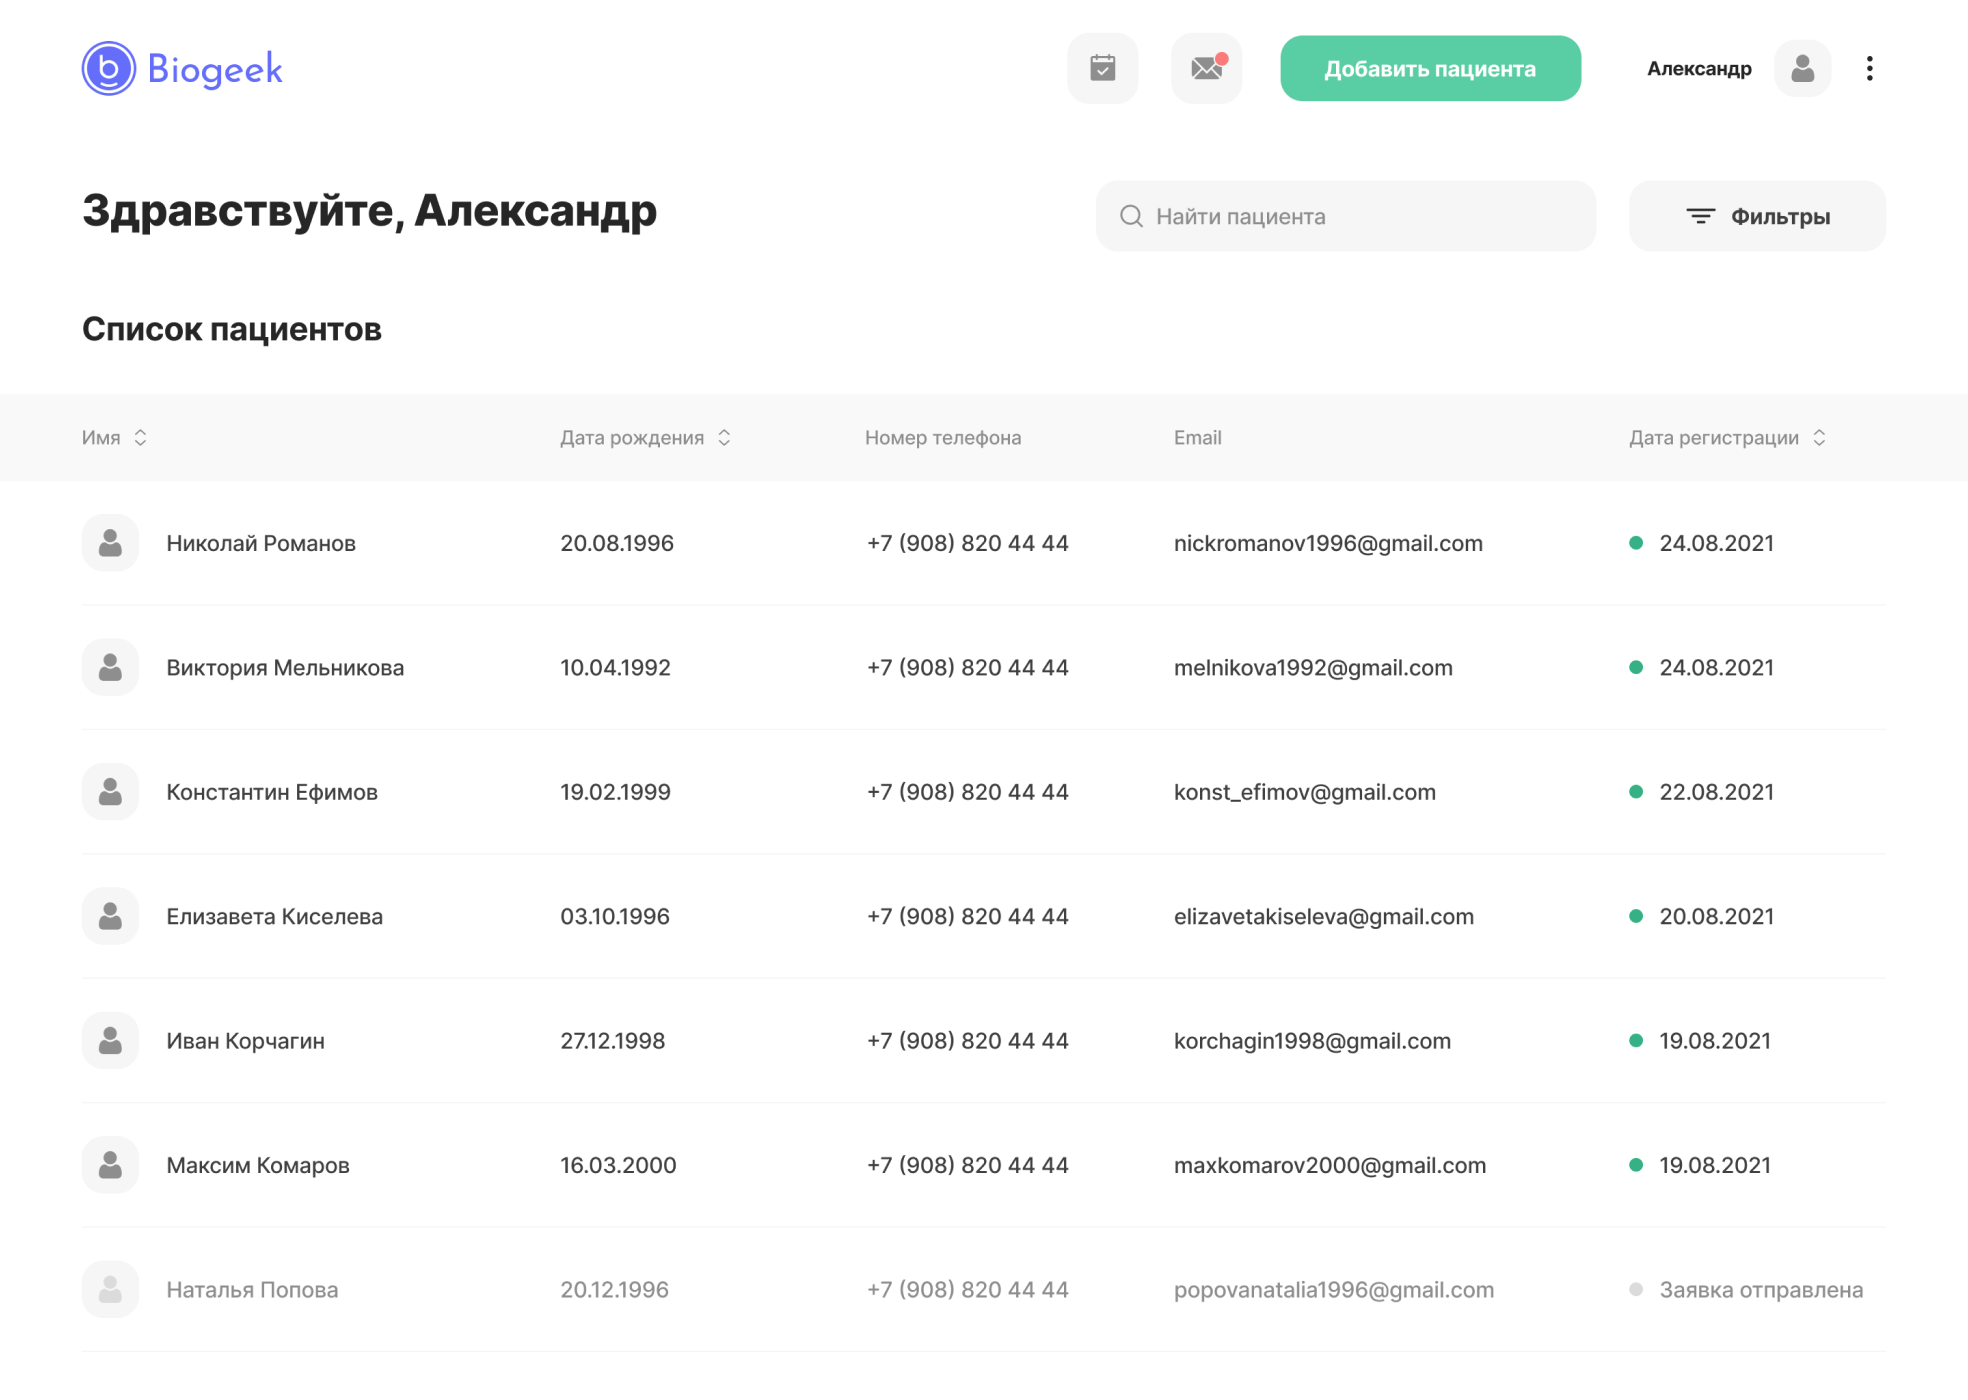 Biogeek
Добавить пациента
Александр
Здравствуйте, Александр
Найти пациента
Фильтры
Список пациентов
Имя Дата рождения Номер телефона Email Дата регистрации
Николай Романов 20.08.1996 +7 (908) 820 44 44 nickromanov1996@gmail.com 24.08.2021
Виктория Мельникова 10.04.1992 +7 (908) 820 44 44 melnikova1992@gmail.com 24.08.2021
Константин Ефимов 19.02.1999 +7 (908) 820 44 44 konst_efimov@gmail.com 22.08.2021
Елизавета Киселева 03.10.1996 +7 (908) 820 44 44 elizavetakiseleva@gmail.com 20.08.2021
Иван Корчагин 27.12.1998 +7 (908) 820 44 44 korchagin1998@gmail.com 19.08.2021
Максим Комаров 16.03.2000 +7 (908) 820 44 44 maxkomarov2000@gmail.com 19.08.2021
Наталья Попова 20.12.1996 +7 (908) 820 44 44 popovanatalia1996@gmail.com Заявка отправлена